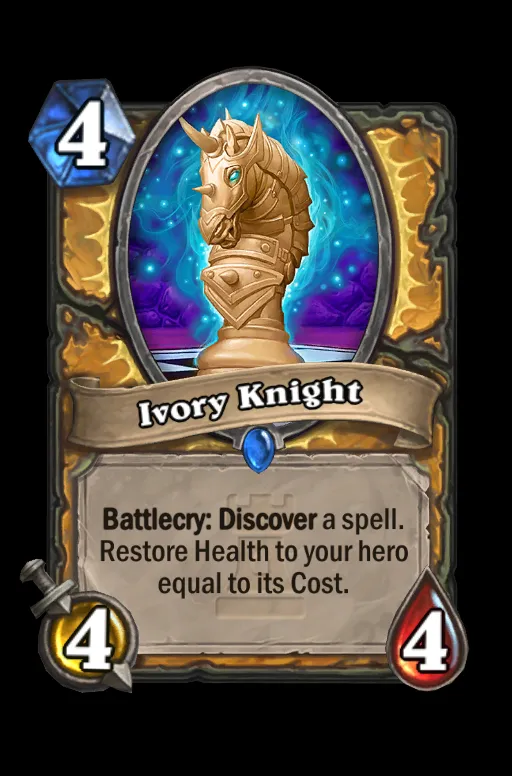 4
Ivory Knight
Battlecry: Discover a spell.
Restore Health to your hero
equal to its Cost.
4
4